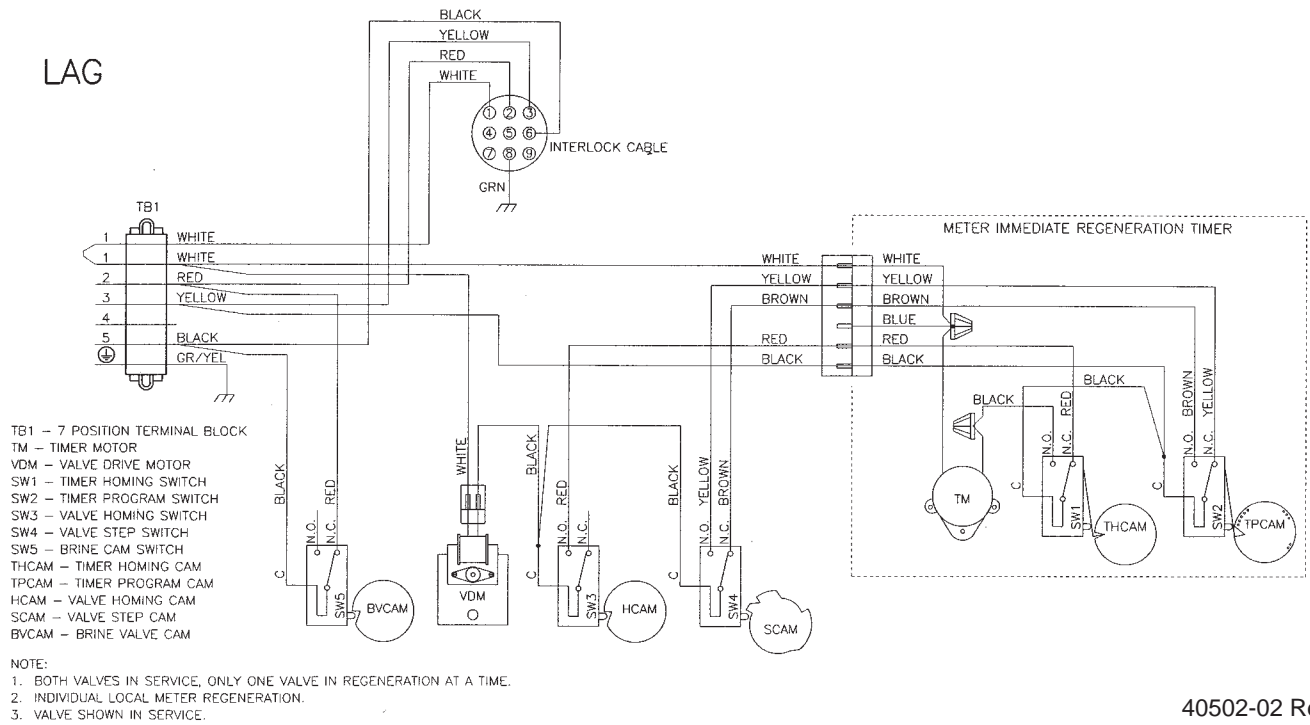 LAG
BLACK
YELLOW
RED
WHITE
1 2 3
4 5 6
7 8 9
INTERLOCK CABLE
GRN
TB1
1 WHITE
1 WHITE
2 RED
3 YELLOW
4
5 BLACK
GR/YEL
METER IMMEDIATE REGENERATION TIMER
WHITE WHITE
YELLOW YELLOW
BROWN BROWN
BLUE
RED RED
BLACK BLACK
BLACK
BLACK
N.O.
N.C. RED
C
SW1
TM
THCAM
N.O. BROWN
N.C. YELLOW
C
SW2
TPCAM
BLACK
C
N.O.
N.C. RED
SW5
BVCAM
WHITE
VDM
BLACK
C
N.O. RED
N.C.
SW3
HCAM
BLACK
C
N.O. YELLOW
N.C. BROWN
SW4
SCAM
TB1 – 7 POSITION TERMINAL BLOCK
TM – TIMER MOTOR
VDM – VALVE DRIVE MOTOR
SW1 – TIMER HOMING SWITCH
SW2 – TIMER PROGRAM SWITCH
SW3 – VALVE HOMING SWITCH
SW4 – VALVE STEP SWITCH
SW5 – BRINE CAM SWITCH
THCAM – TIMER HOMING CAM
TPCAM – TIMER PROGRAM CAM
HCAM – VALVE HOMING CAM
SCAM – VALVE STEP CAM
BVCAM – BRINE VALVE CAM
NOTE:
1. BOTH VALVES IN SERVICE, ONLY ONE VALVE IN REGENERATION AT A TIME.
2. INDIVIDUAL LOCAL METER REGENERATION.
3. VALVE SHOWN IN SERVICE.
40502-02 Re